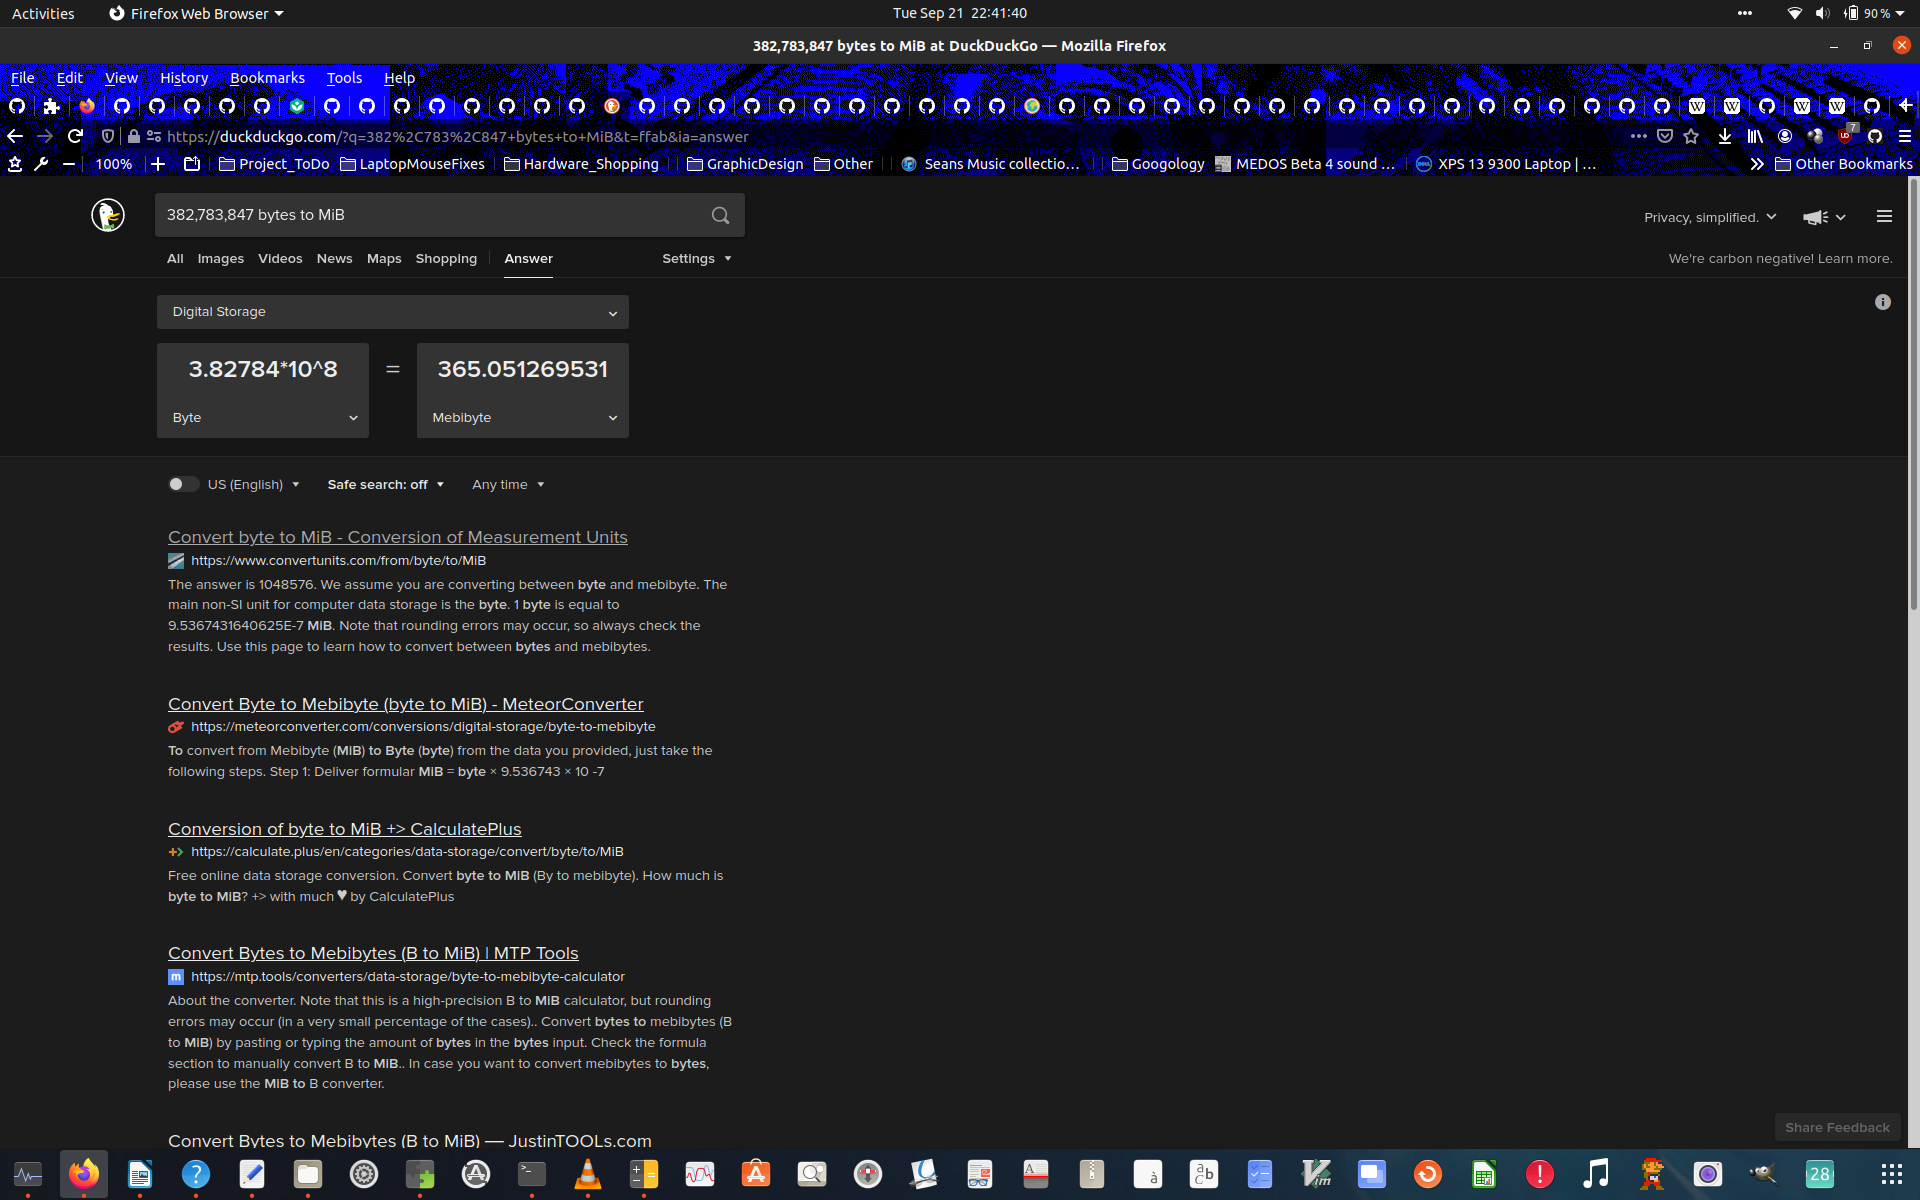 Activities Firefox Web Browser Tue Sep 21 22:41:40 90 %
382,783,847 bytes to MiB at DuckDuckGo — Mozilla Firefox
File Edit View History Bookmarks Tools Help
https://duckduckgo.com/?q=382%2C783%2C847+bytes+to+MiB&t=ffab&ia=answer 7
100% Project_ToDo LaptopMouseFixes Hardware_Shopping GraphicDesign Other Seans Music collectio… Googology MEDOS Beta 4 sound … XPS 13 9300 Laptop | … Other Bookmarks
382,783,847 bytes to MiB
Privacy, simplified.
All Images Videos News Maps Shopping Answer Settings We're carbon negative! Learn more.
Digital Storage
3.82784*10^8 = 365.051269531
Byte Mebibyte
US (English) Safe search: off Any time
Convert byte to MiB - Conversion of Measurement Units
https://www.convertunits.com/from/byte/to/MiB
The answer is 1048576. We assume you are converting between byte and mebibyte. The
main non-SI unit for computer data storage is the byte. 1 byte is equal to
9.5367431640625E-7 MiB. Note that rounding errors may occur, so always check the
results. Use this page to learn how to convert between bytes and mebibytes.
Convert Byte to Mebibyte (byte to MiB) - MeteorConverter
https://meteorconverter.com/conversions/digital-storage/byte-to-mebibyte
To convert from Mebibyte (MiB) to Byte (byte) from the data you provided, just take the
following steps. Step 1: Deliver formular MiB = byte × 9.536743 × 10 -7
Conversion of byte to MiB +> CalculatePlus
https://calculate.plus/en/categories/data-storage/convert/byte/to/MiB
Free online data storage conversion. Convert byte to MiB (By to mebibyte). How much is
byte to MiB? +> with much ♥ by CalculatePlus
Convert Bytes to Mebibytes (B to MiB) | MTP Tools
m https://mtp.tools/converters/data-storage/byte-to-mebibyte-calculator
About the converter. Note that this is a high-precision B to MiB calculator, but rounding
errors may occur (in a very small percentage of the cases).. Convert bytes to mebibytes (B
to MiB) by pasting or typing the amount of bytes in the bytes input. Check the formula
section to manually convert B to MiB.. In case you want to convert mebibytes to bytes,
please use the MiB to B converter.
Share Feedback
Convert Bytes to Mebibytes (B to MiB) — JustinTOOLs.com
28